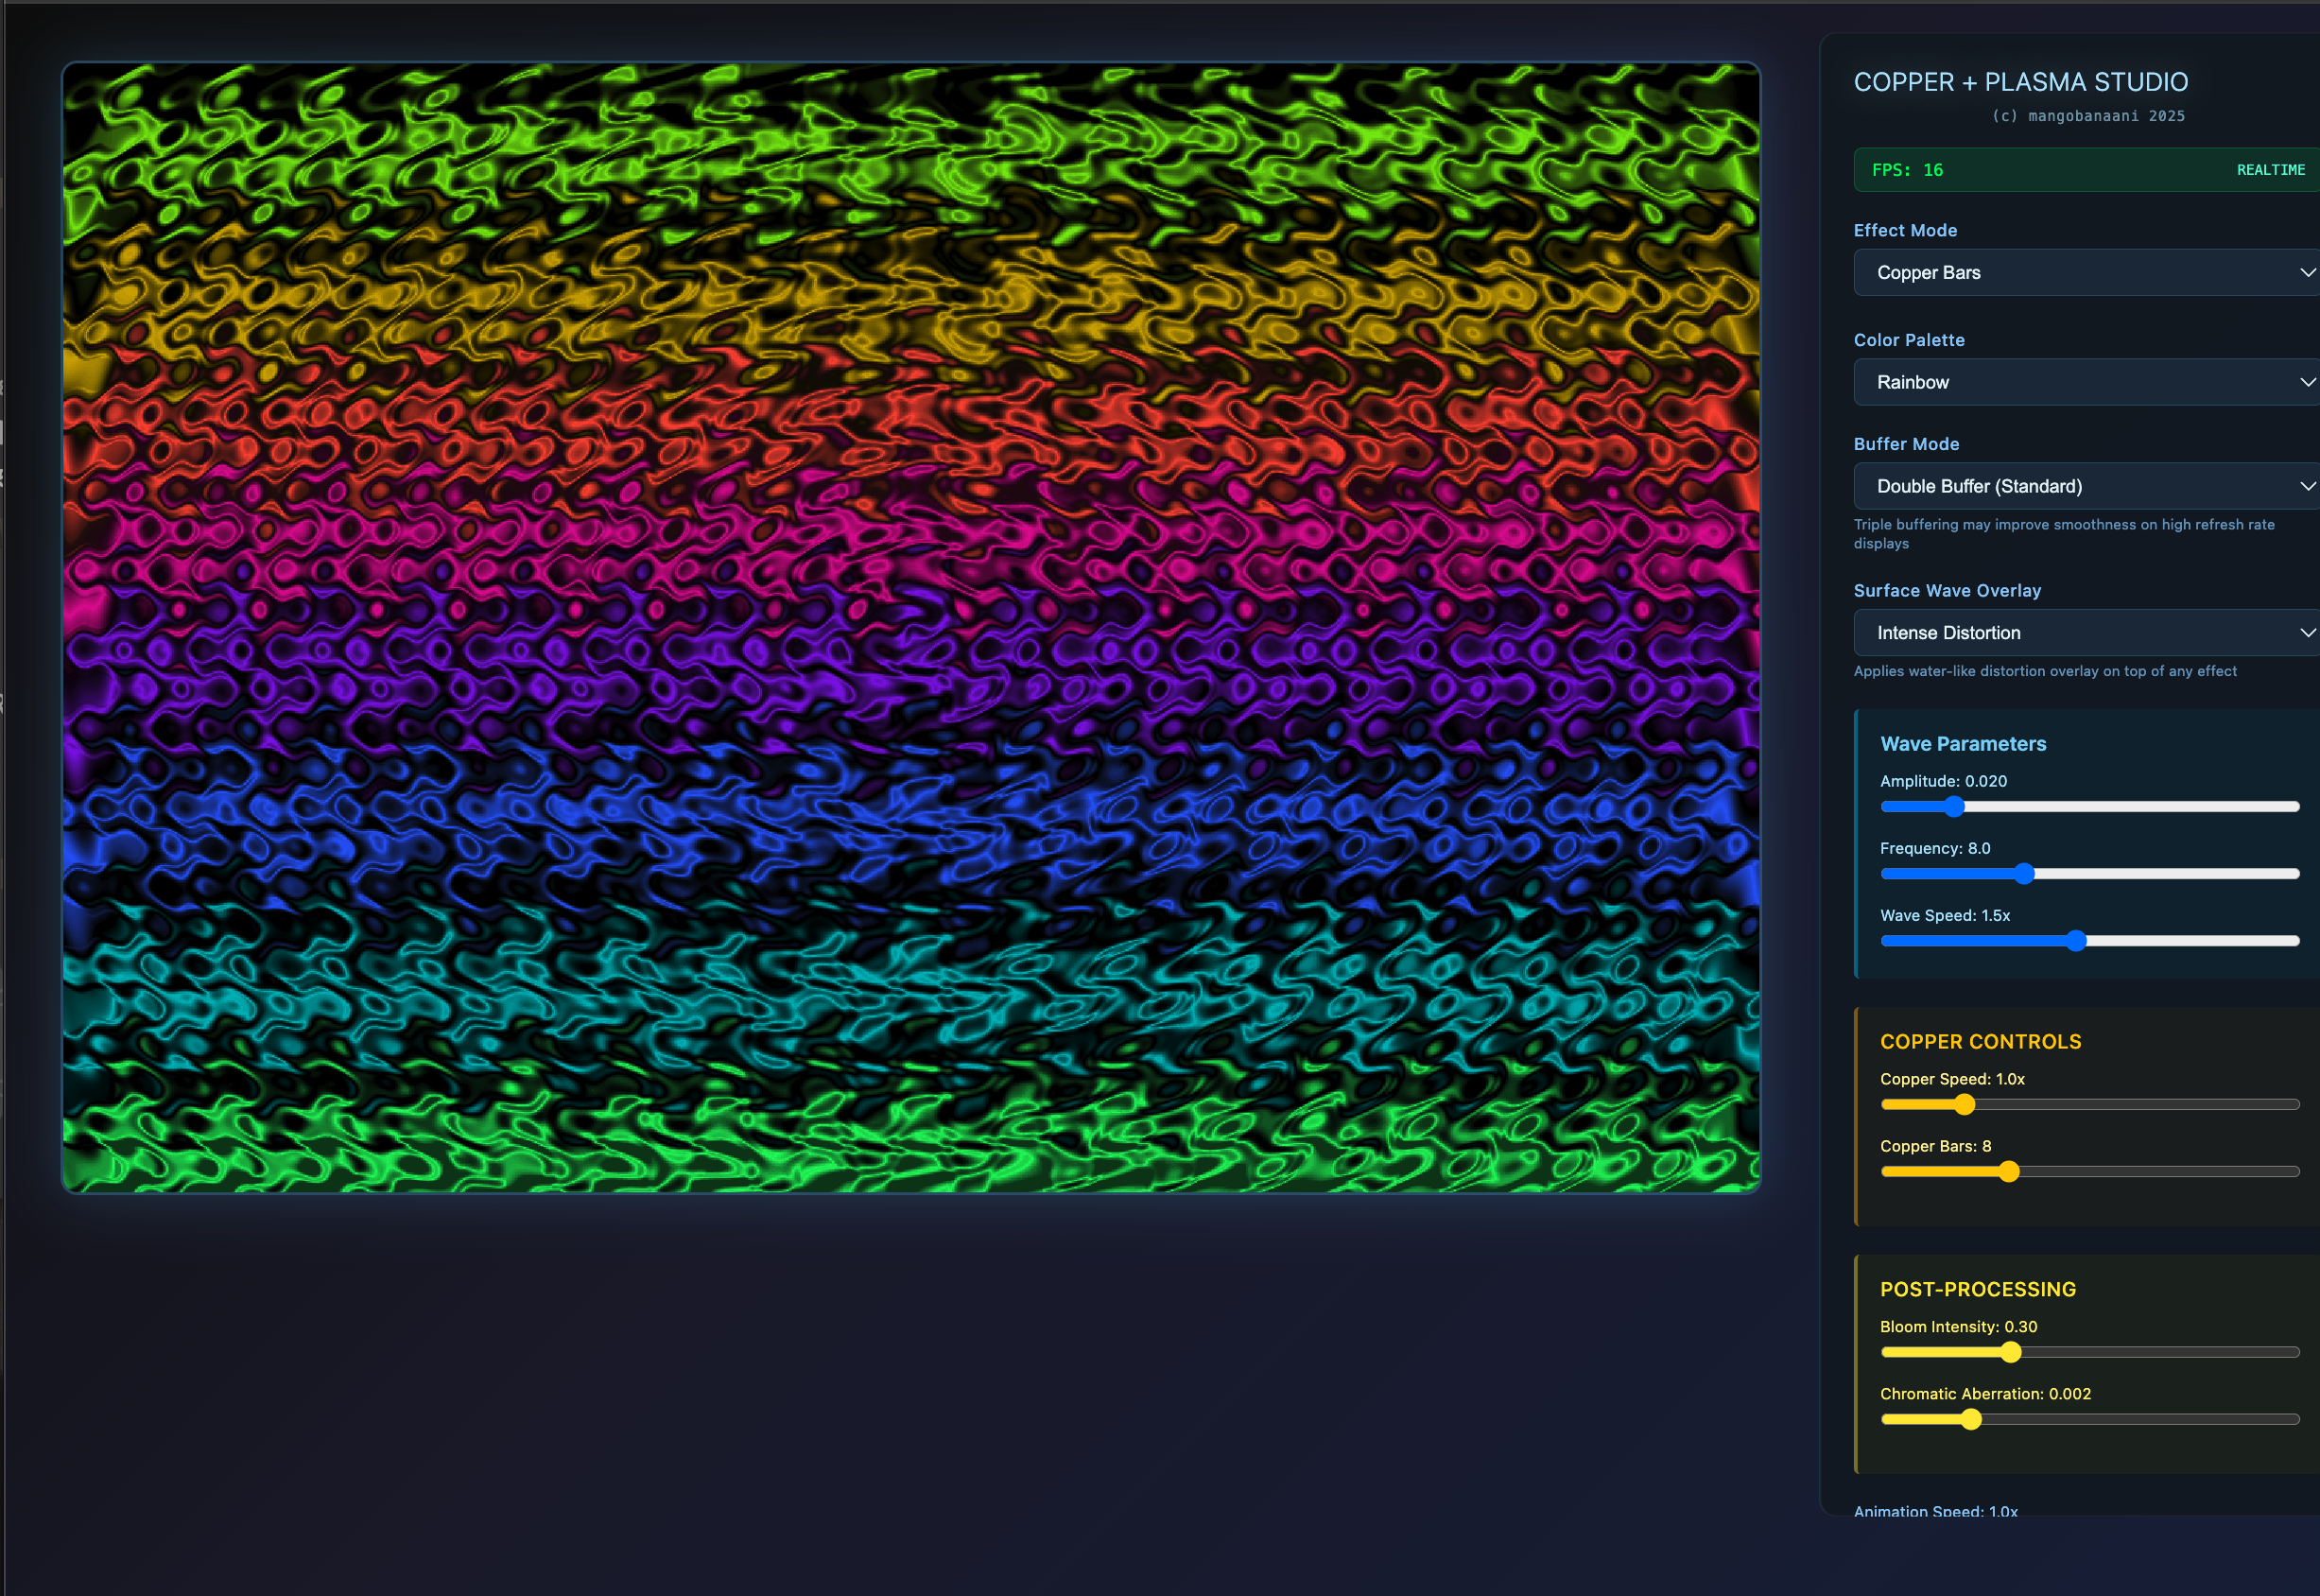 COPPER + PLASMA STUDIO
(c) mangobanaani 2025
FPS: 16 REALTIME
Effect Mode
Copper Bars
Color Palette
Rainbow
Buffer Mode
Double Buffer (Standard)
Triple buffering may improve smoothness on high refresh rate
displays
Surface Wave Overlay
Intense Distortion
Applies water-like distortion overlay on top of any effect
Wave Parameters
Amplitude: 0.020
Frequency: 8.0
Wave Speed: 1.5x
COPPER CONTROLS
Copper Speed: 1.0x
Copper Bars: 8
POST-PROCESSING
Bloom Intensity: 0.30
Chromatic Aberration: 0.002
Animation Speed: 1.0x